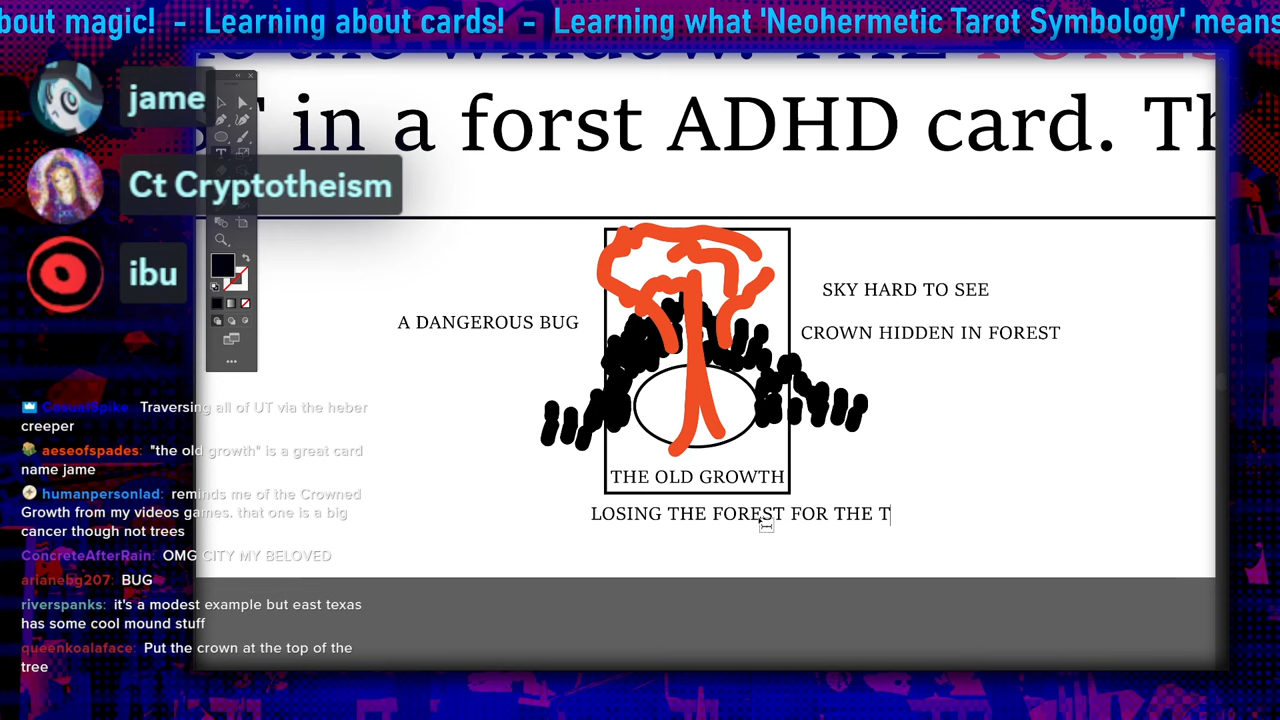 bout magic! - Learning about cards! - Learning what 'Neohermetic Tarot Symbology' means
the window. THE
in a forst ADHD card. Th
jame
Ct Cryptotheism
ibu
SKY HARD TO SEE
A DANGEROUS BUG
CROWN HIDDEN IN FOREST
THE OLD GROWTH
LOSING THE FOREST FOR THE T
CasualSpike: Traversing all of UT via the heber
creeper
aeseofspades: "the old growth" is a great card
name jame
humanpersonlad: reminds me of the Crowned
Growth from my videos games. that one is a big
cancer though not trees
ConcreteAfterRain: OMG CITY MY BELOVED
arianebg207: BUG
riverspanks: it's a modest example but east texas
has some cool mound stuff
queenkoalaface: Put the crown at the top of the
tree